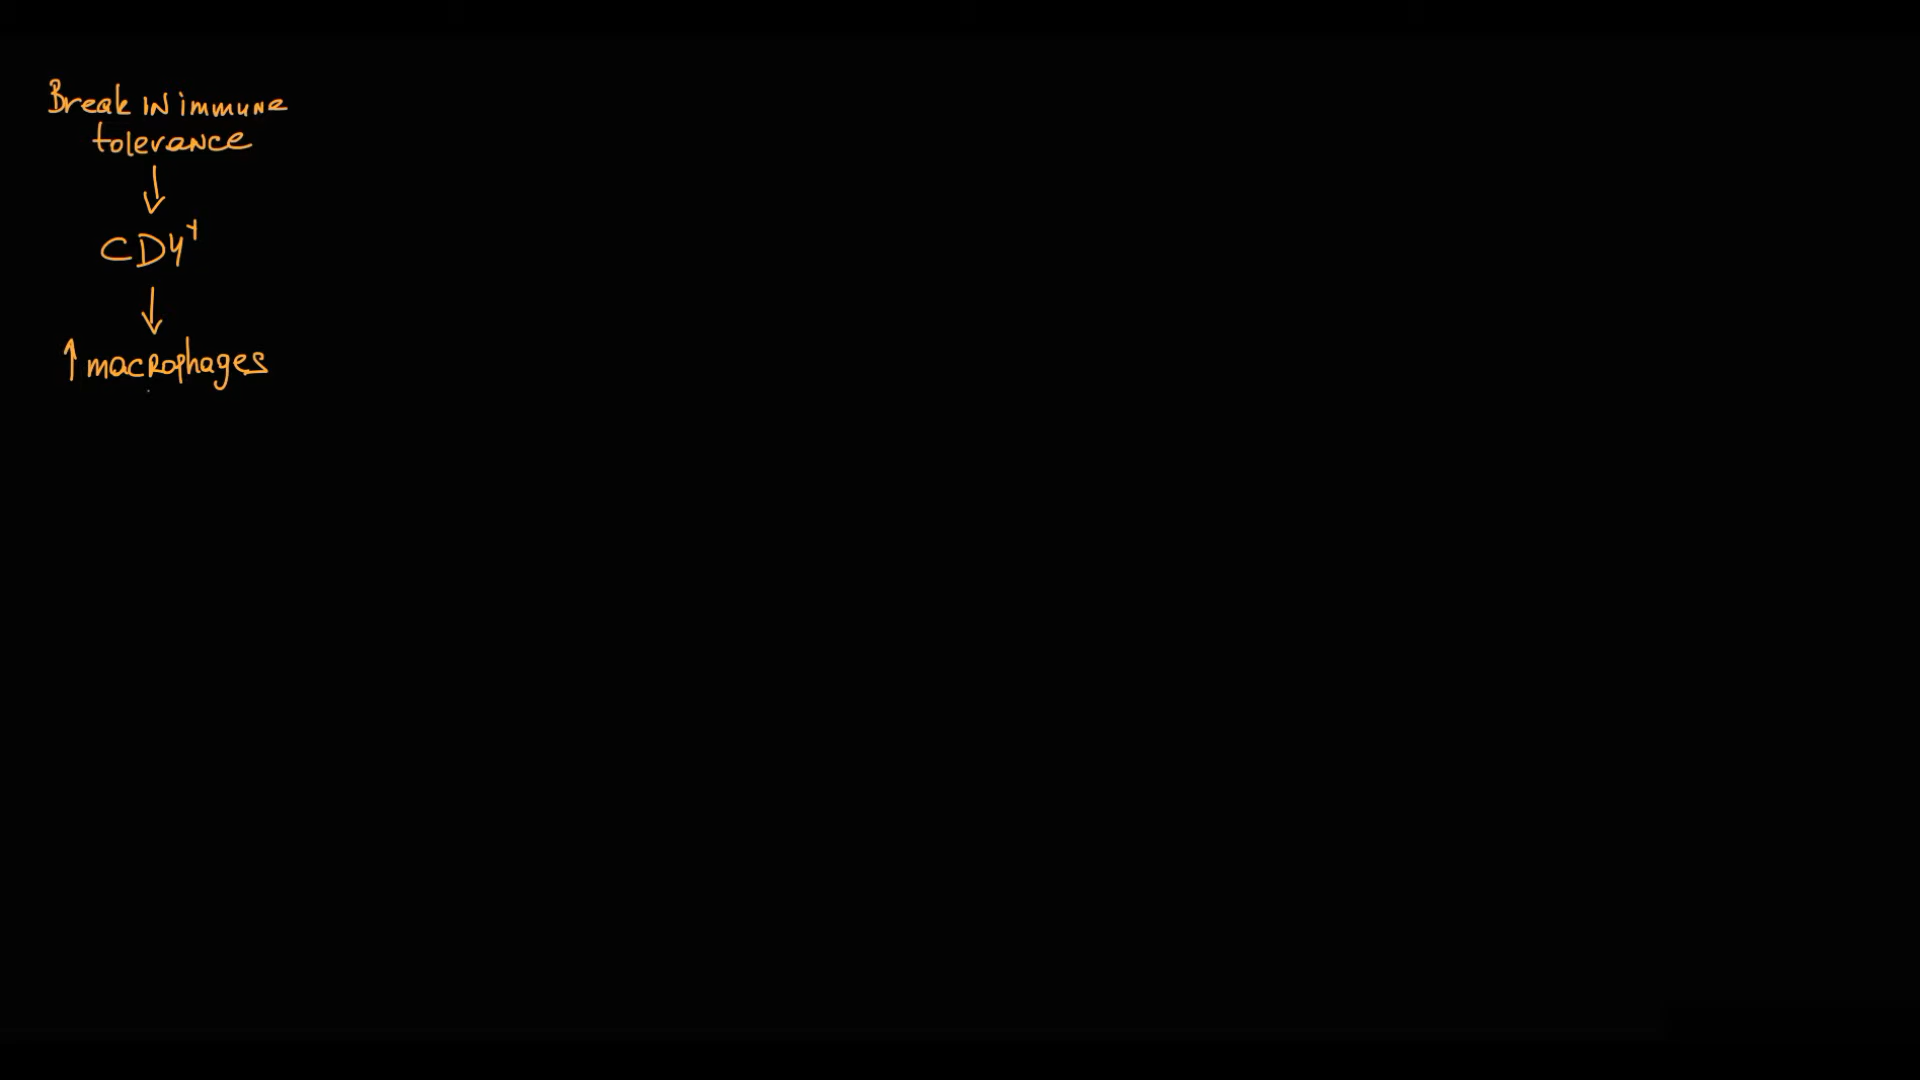 Break in immune
tolerance
↓
CD4⁺
↓
↑ macrophages